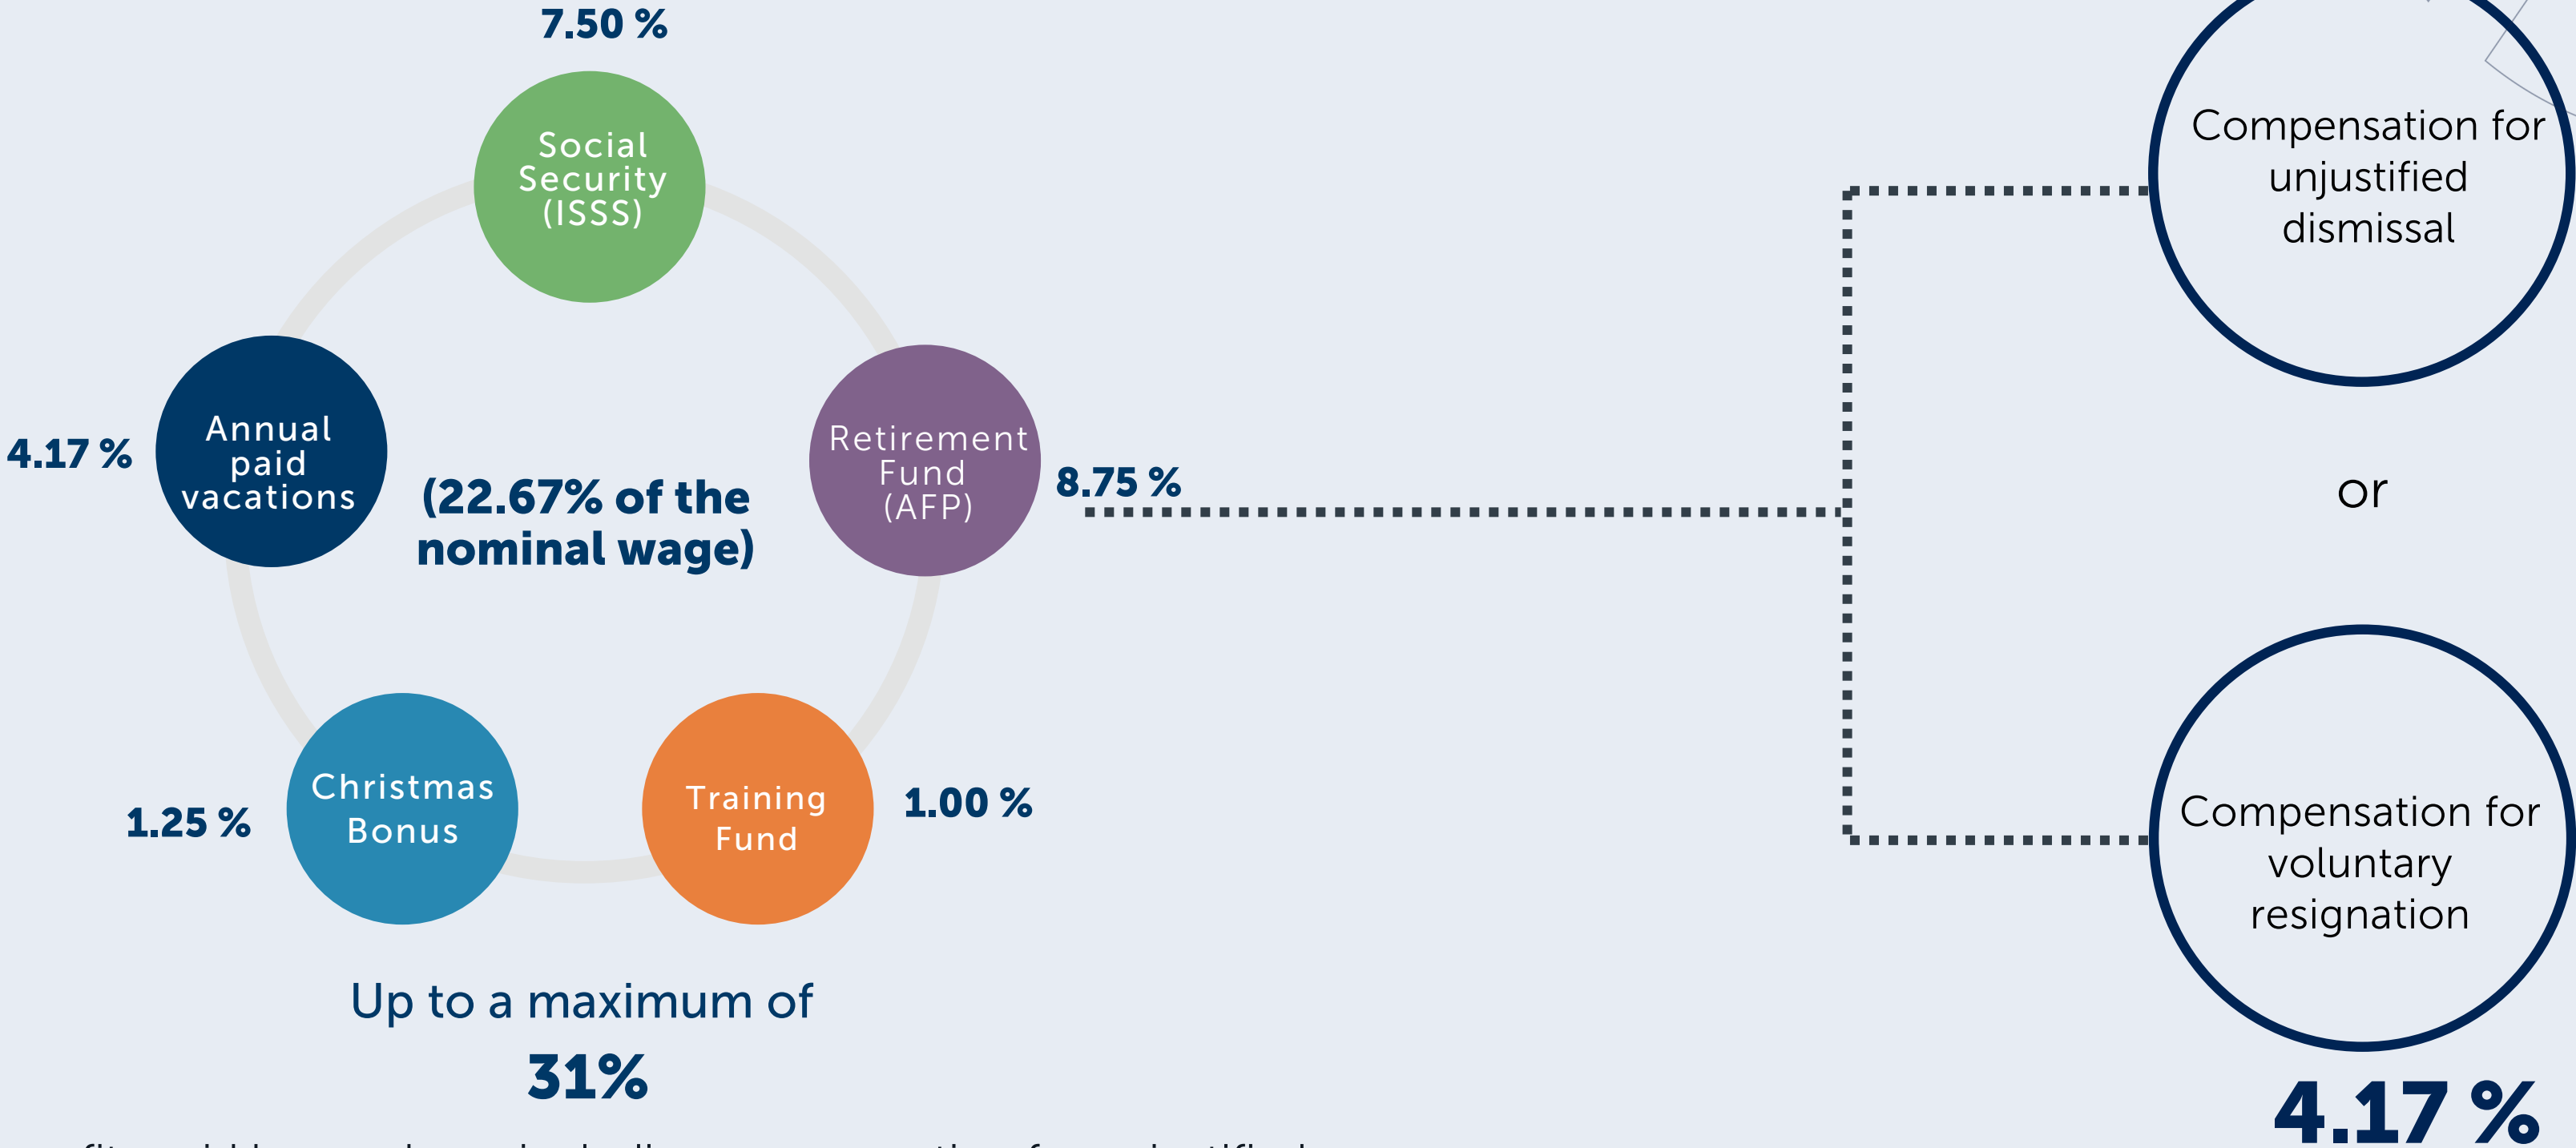 7.50 %
Social
Security
(ISSS)
Annual
paid
vacations
4.17 %
(22.67% of the
nominal wage)
Retirement
Fund
(AFP)
8.75 %
Christmas
Bonus
1.25 %
Training
Fund
1.00 %
Up to a maximum of
31%
Compensation for
unjustified
dismissal
or
Compensation for
voluntary
resignation
4.17 %